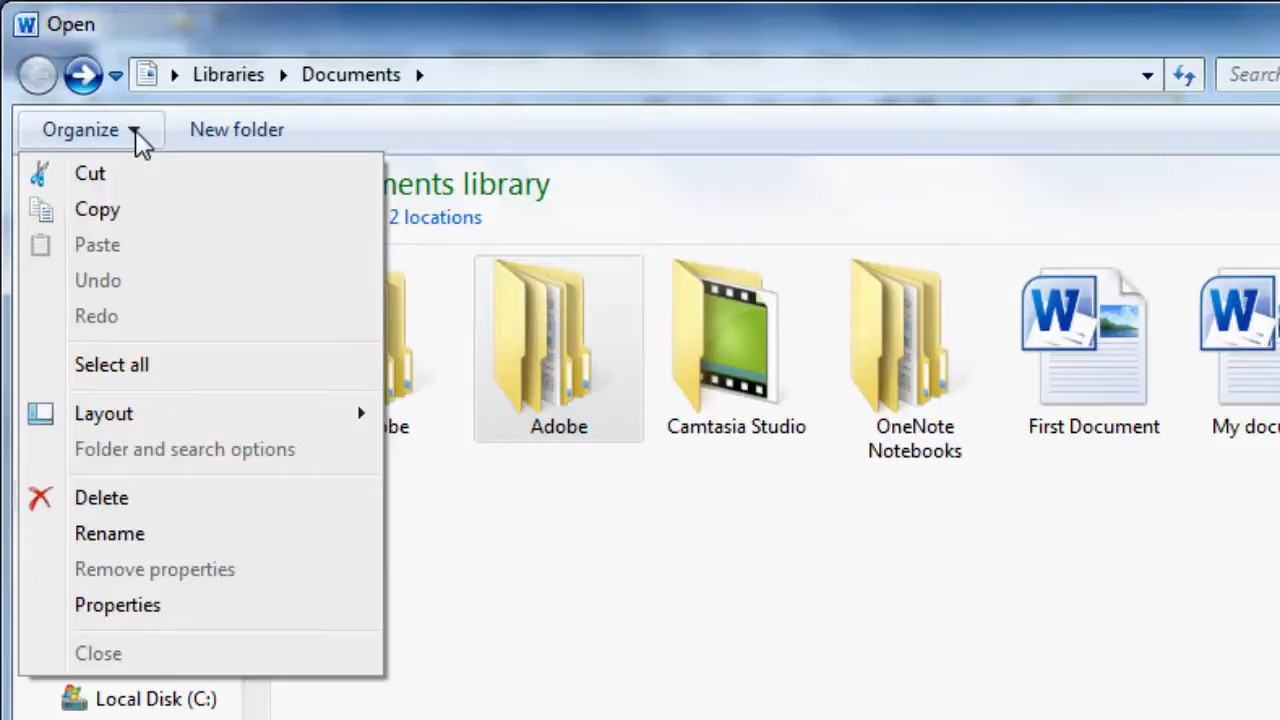 Open
Libraries
Documents
Search
Organize
New folder
Cut
Copy
Paste
Undo
Redo
Select all
Layout
Folder and search options
Delete
Rename
Remove properties
Properties
Close
ments library
2 locations
obe
Adobe
Camtasia Studio
OneNote
Notebooks
First Document
My docu
Local Disk (C:)